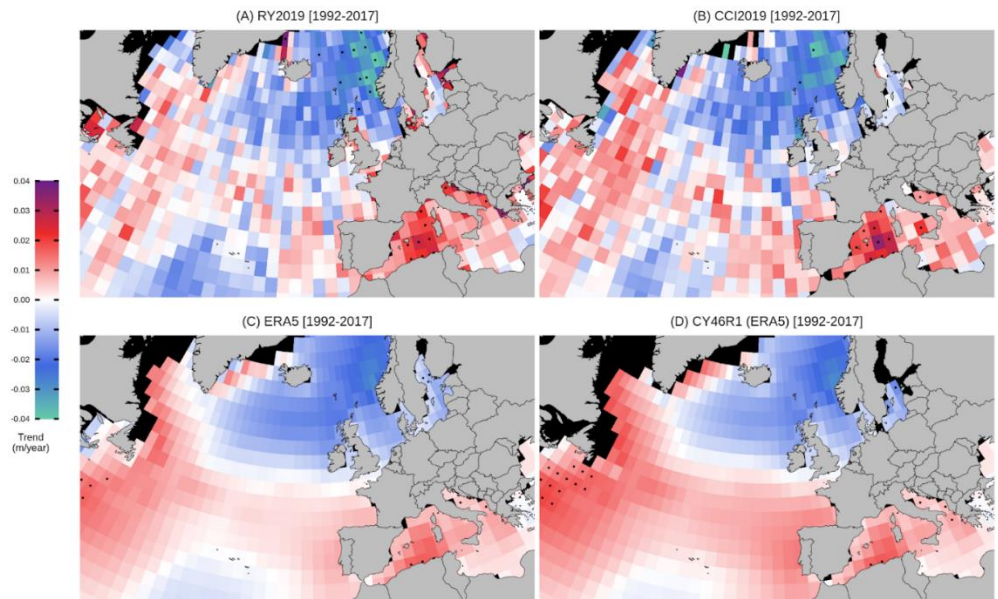 (A) RY2019 [1992-2017]
(B) CCI2019 [1992-2017]
0.04
0.03
0.02
0.01
0.00
-0.01
-0.02
-0.03
-0.04
Trend
(m/year)
(C) ERA5 [1992-2017]
(D) CY46R1 (ERA5) [1992-2017]